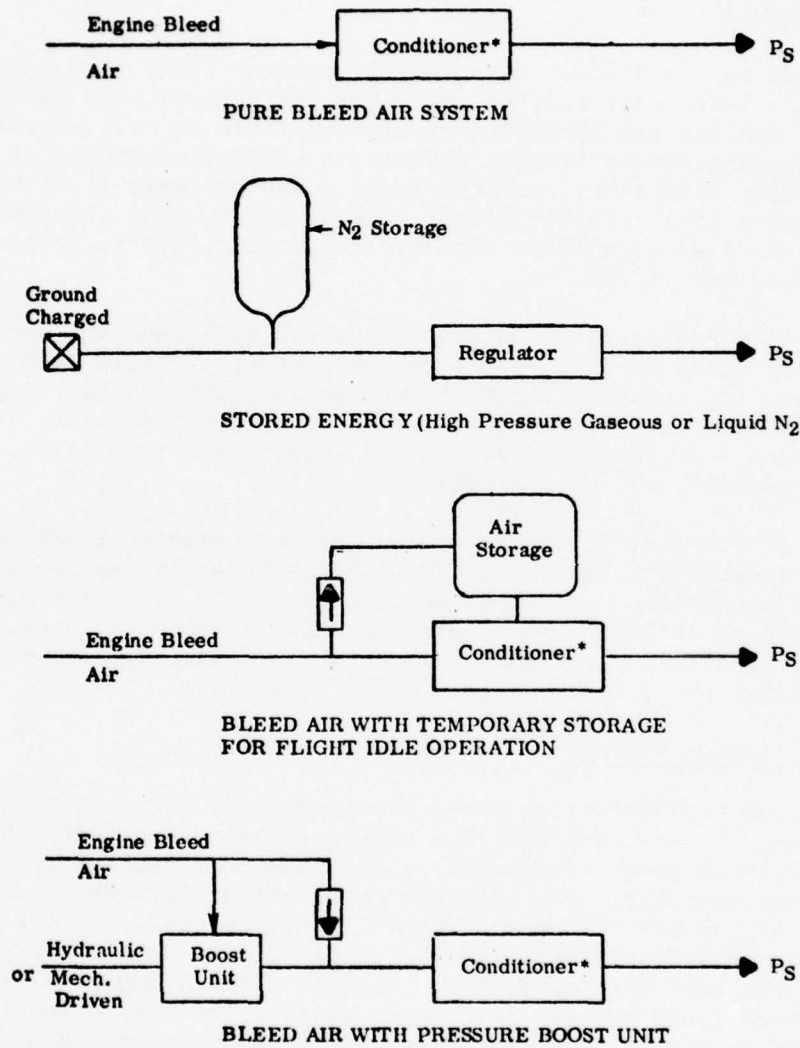 Engine Bleed
Air
Conditioner*
PS
PURE BLEED AIR SYSTEM
N2 Storage
Ground
Charged
Regulator
PS
STORED ENERGY (High Pressure Gaseous or Liquid N2
Air
Storage
Engine Bleed
Air
Conditioner*
PS
BLEED AIR WITH TEMPORARY STORAGE
FOR FLIGHT IDLE OPERATION
Engine Bleed
Air
Hydraulic
or
Mech.
Driven
Boost
Unit
Conditioner*
PS
BLEED AIR WITH PRESSURE BOOST UNIT